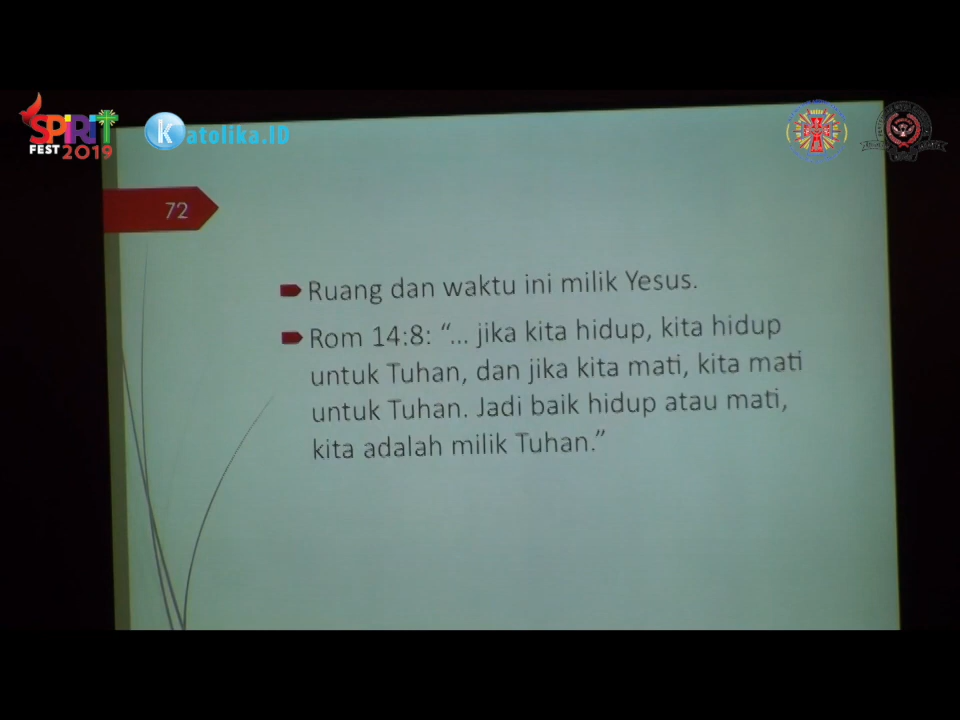 SPIRIT
FEST 2019
Katolika.ID
72
Ruang dan waktu ini milik Yesus.
Rom 14:8: “... jika kita hidup, kita hidup
untuk Tuhan, dan jika kita mati, kita mati
untuk Tuhan. Jadi baik hidup atau mati,
kita adalah milik Tuhan.”